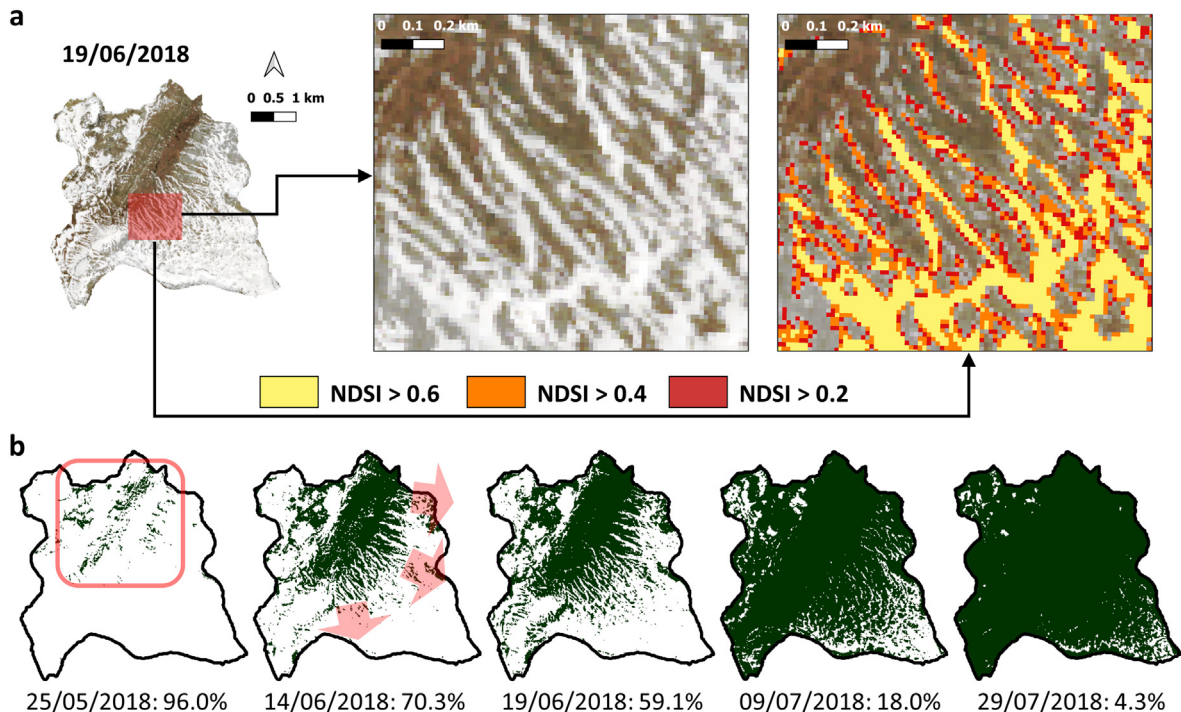 a
19/06/2018
0 0.5 1 km
0 0.1 0.2 km
0 0.1 0.2 km
NDSI > 0.6 NDSI > 0.4 NDSI > 0.2
b
25/05/2018: 96.0% 14/06/2018: 70.3% 19/06/2018: 59.1% 09/07/2018: 18.0% 29/07/2018: 4.3%